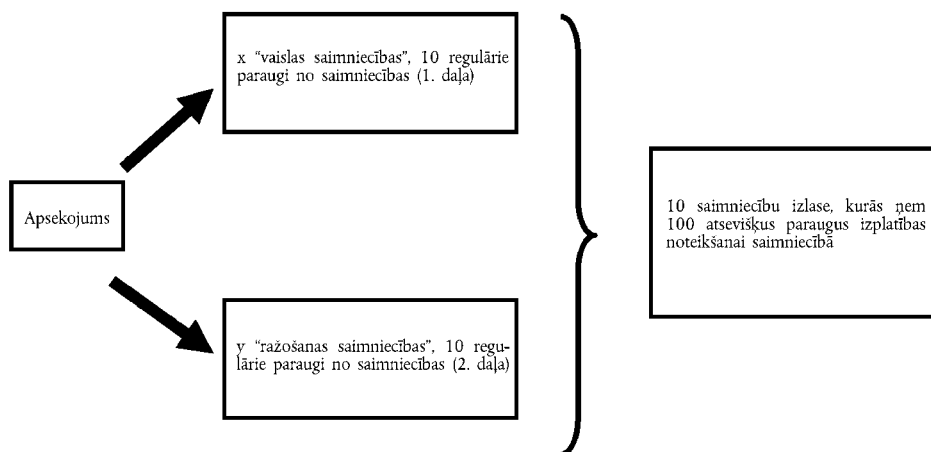 x “vaislas saimniecības”, 10 regulārie
paraugi no saimniecības (1. daļa)
Apsekojums
10 saimniecību izlase, kurās ņem
100 atsevišķus paraugus izplatības
noteikšanai saimniecībā
y “ražošanas saimniecības”, 10 regu-
lārie paraugi no saimniecības (2. daļa)